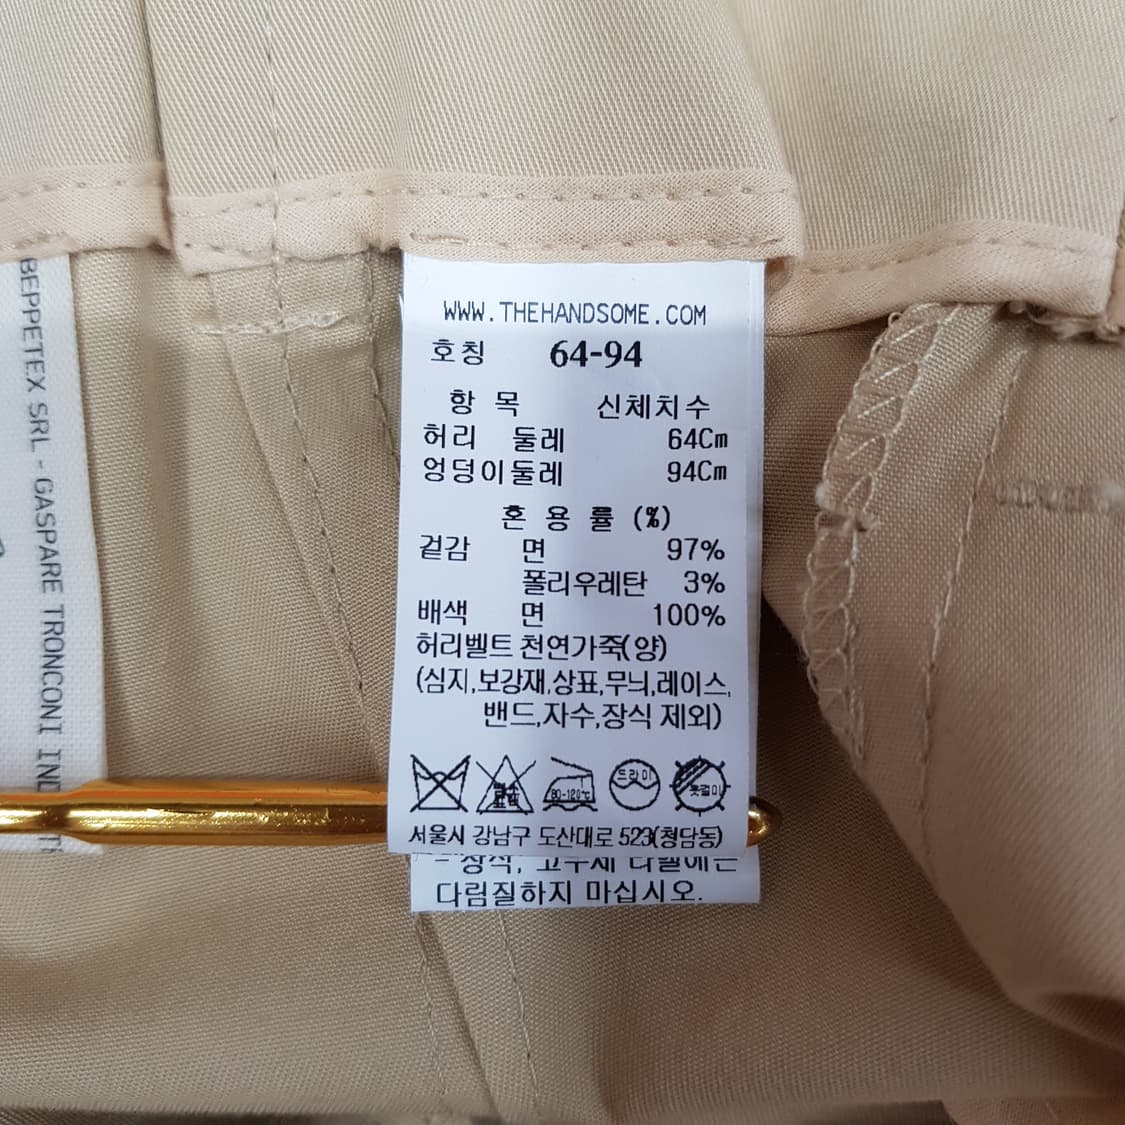 WWW.THEHANDSOME.COM
호칭 64-94
항 목 신체치수
허리 둘레 64Cm
엉덩이둘레 94Cm
혼 용 률 (%)
겉감 면 97%
폴리우레탄 3%
배색 면 100%
허리벨트 천연가죽(양)
(심지,보강재,상표,무늬,레이스,
밴드,자수,장식 제외)
80-120℃ 드라이 옷걸이
서울시 강남구 도산대로 523(청담동)
다림질하지 마십시오.
BEPPETEX SRL - GASPARE TRONCONI